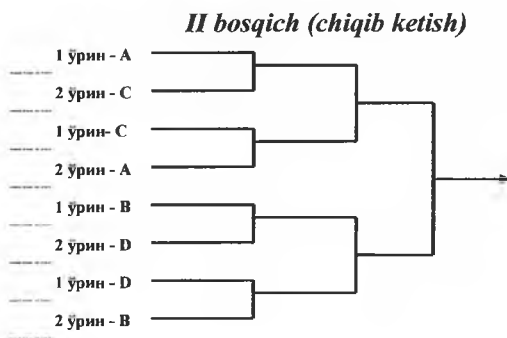 II bosqich (chiqib ketish)
1 ўрин - А
2 ўрин - С
1 ўрин- С
2 ўрин - А
1 ўрин - В
2 ўрин - D
1 ўрин - D
2 ўрин - В